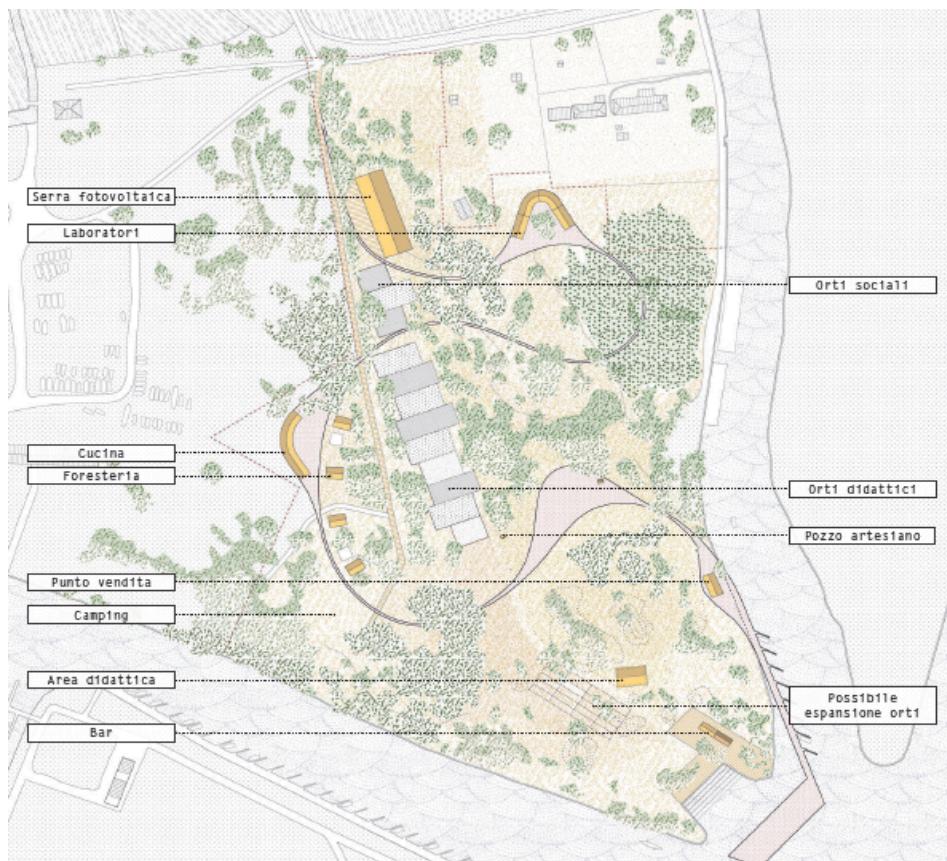 Serra fotovoltaica
Laboratori
Orti sociali
Cucina
Foresteria
Orti didattici
Pozzo artesiano
Punto vendita
Camping
Area didattica
Possibile
espansione orti
Bar